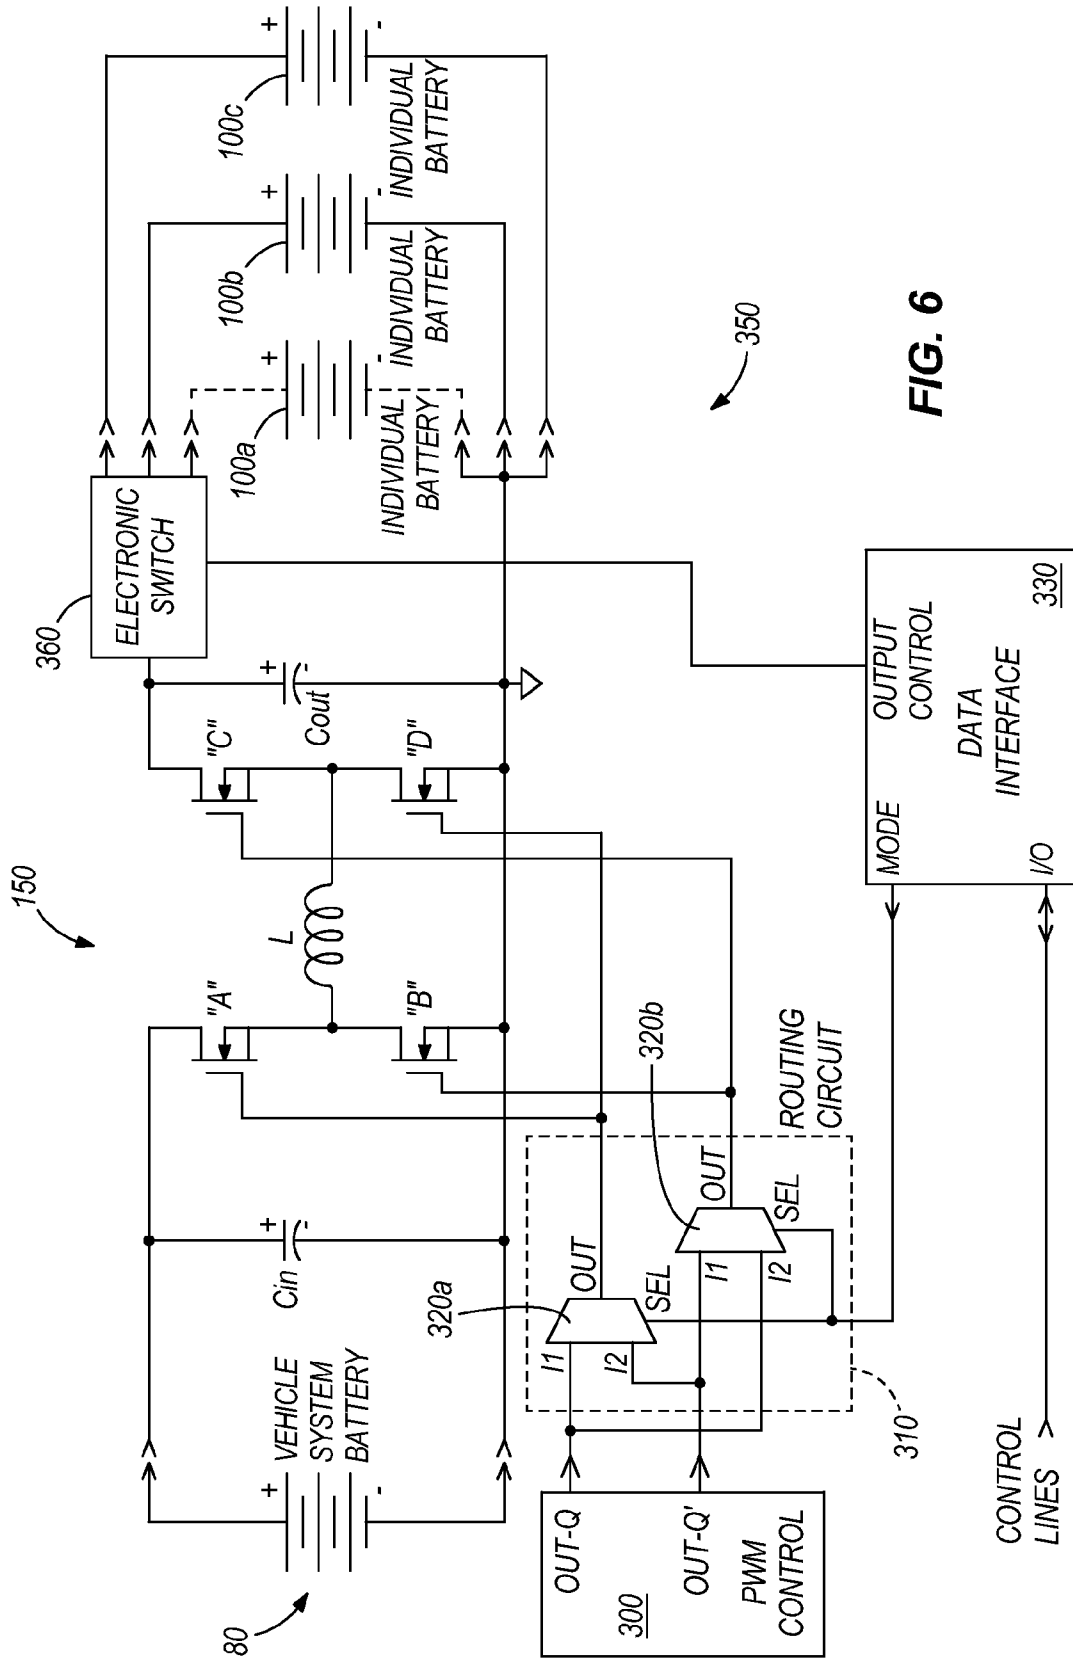 150
360
ELECTRONIC
SWITCH
80
+
VEHICLE
SYSTEM
BATTERY
-
Cin
+
-
"A"
"B"
L
"C"
"D"
Cout
+
-
100a
+
-
INDIVIDUAL
BATTERY
100b
+
-
INDIVIDUAL
BATTERY
100c
+
-
INDIVIDUAL
BATTERY
350
300
OUT-Q
OUT-Q'
PWM
CONTROL
310
320a
I1
I2
OUT
SEL
320b
I1
I2
OUT
SEL
ROUTING
CIRCUIT
MODE
OUTPUT
CONTROL
DATA
INTERFACE
330
I/O
CONTROL
LINES
FIG. 6